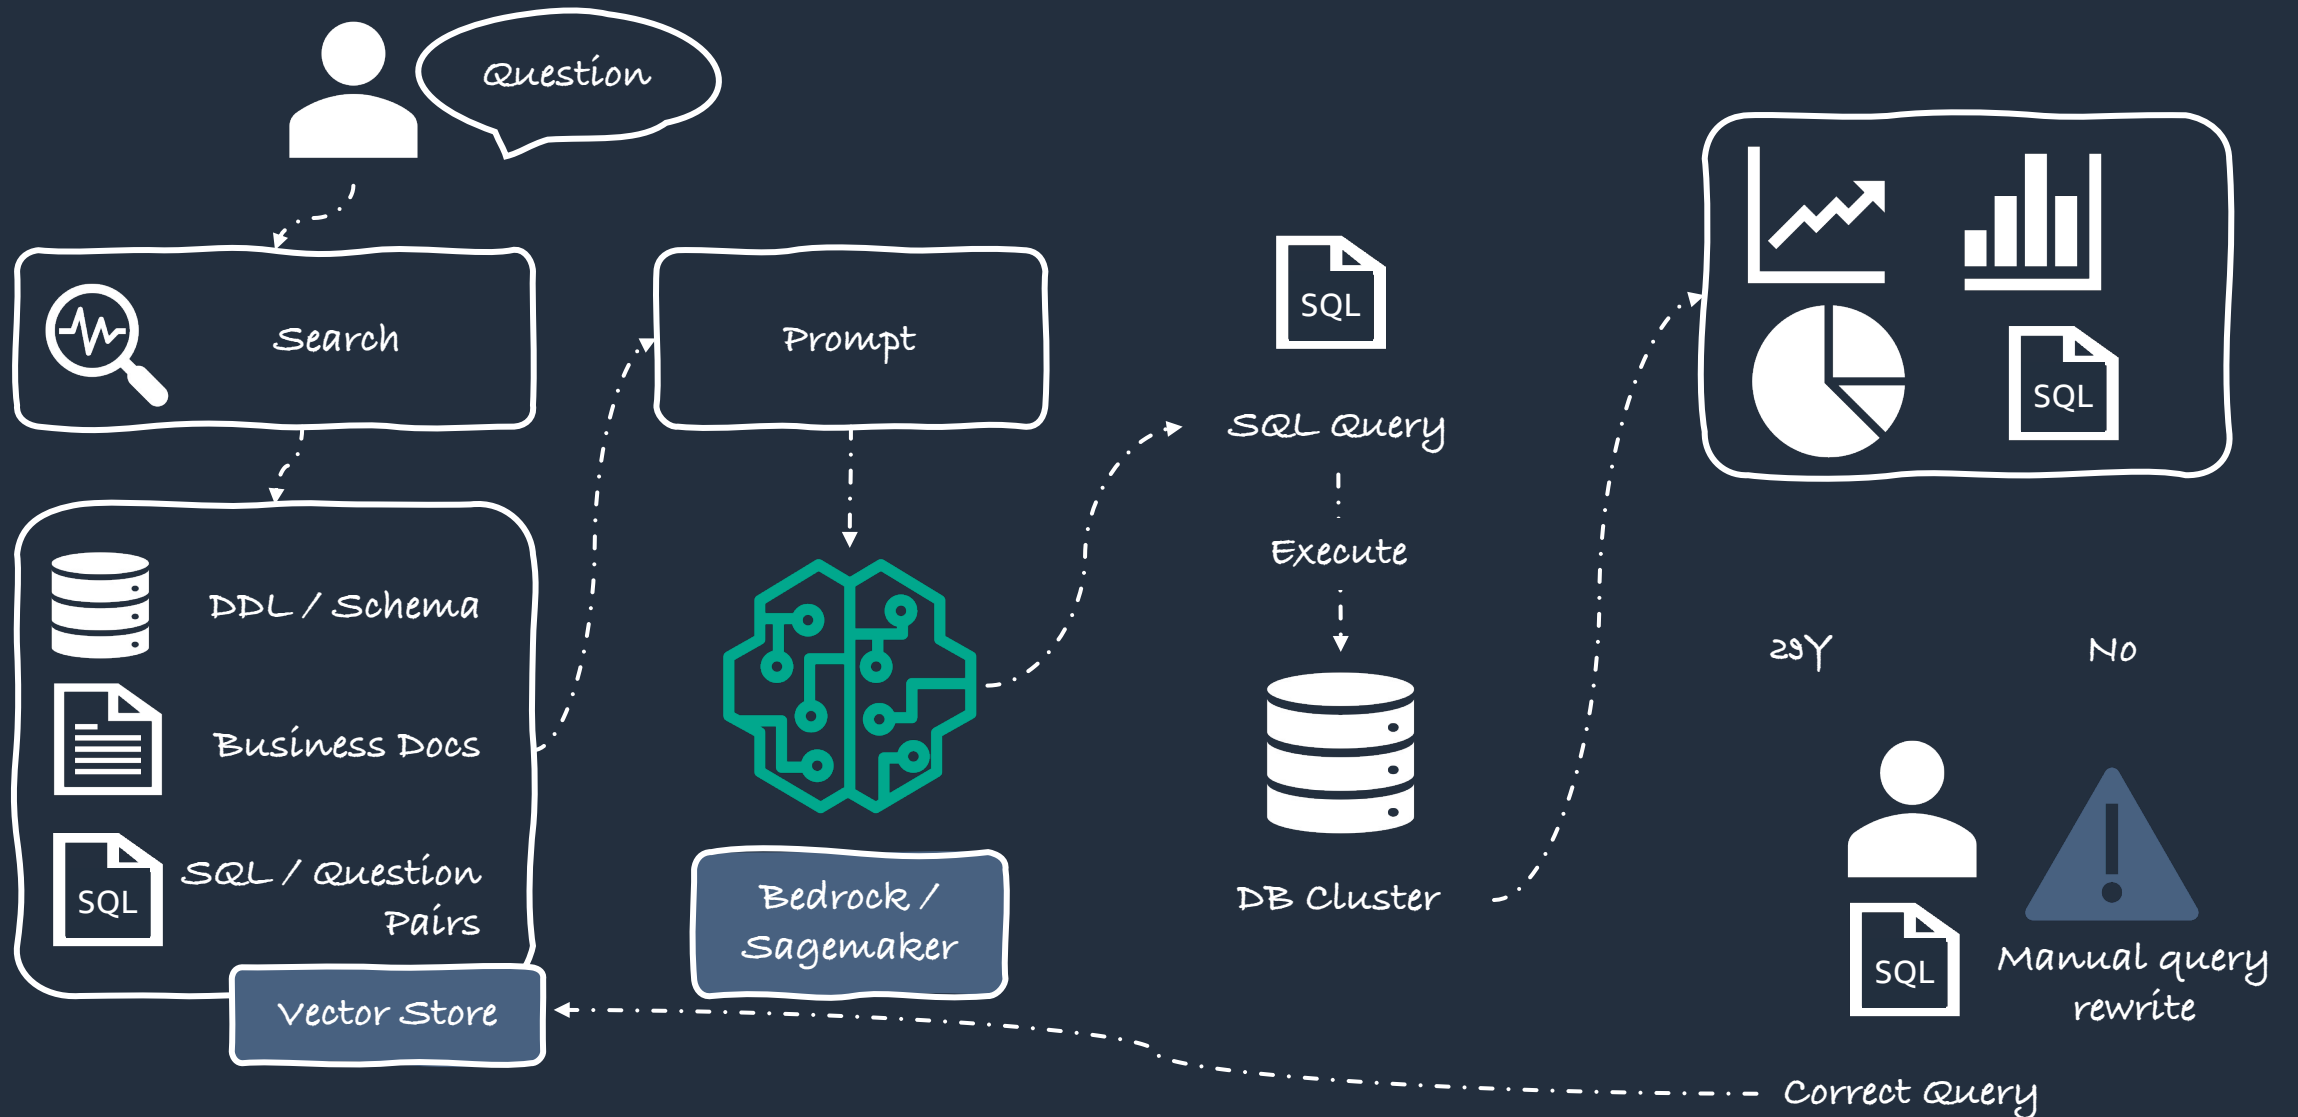 Question
Search
Prompt
SQL
SQL Query
Execute
DB Cluster
DDL / Schema
Business Docs
SQL
SQL / Question
Pairs
Vector Store
Bedrock /
Sagemaker
SQL
Yes
No
SQL
Manual query
rewrite
Correct Query